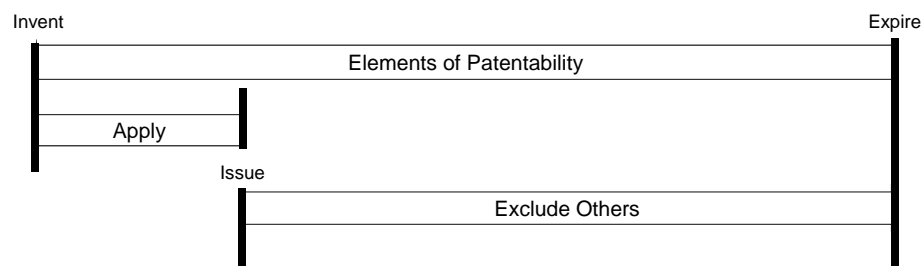 Invent
Expire
Elements of Patentability
Apply
Issue
Exclude Others